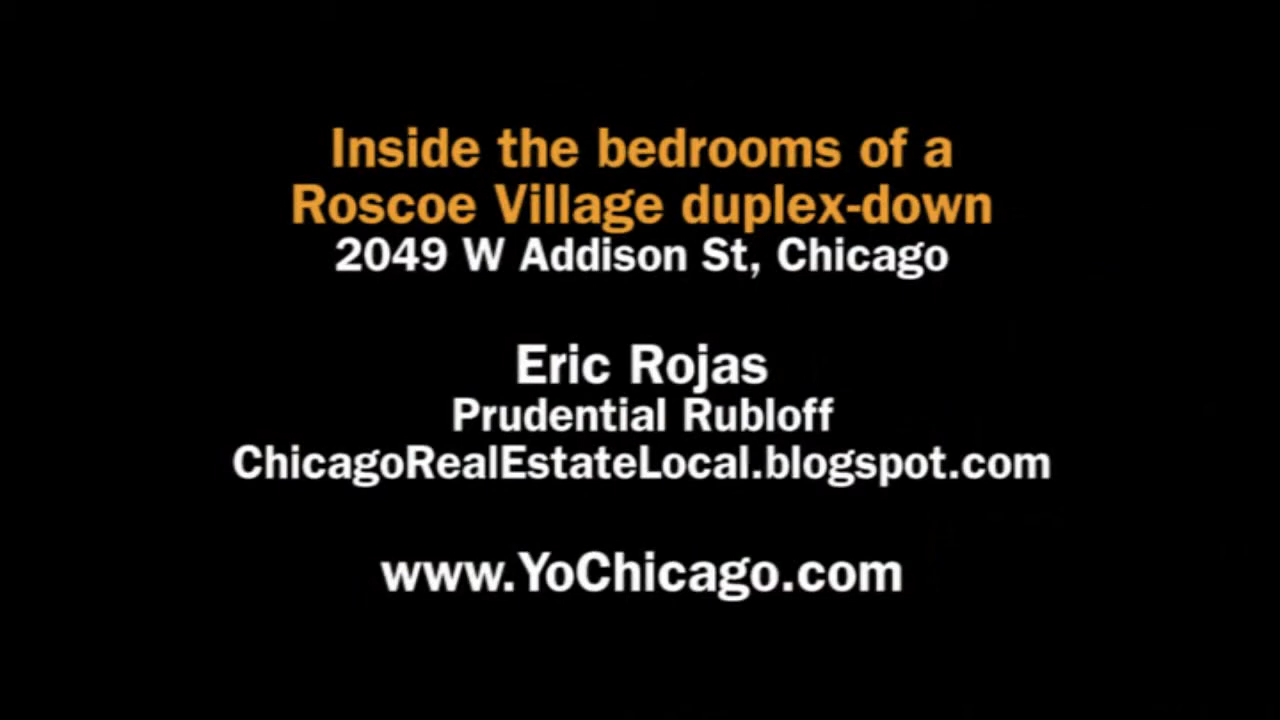 Inside the bedrooms of a
Roscoe Village duplex-down
2049 W Addison St, Chicago
Eric Rojas
Prudential Rubloff
ChicagoRealEstateLocal.blogspot.com
www.YoChicago.com